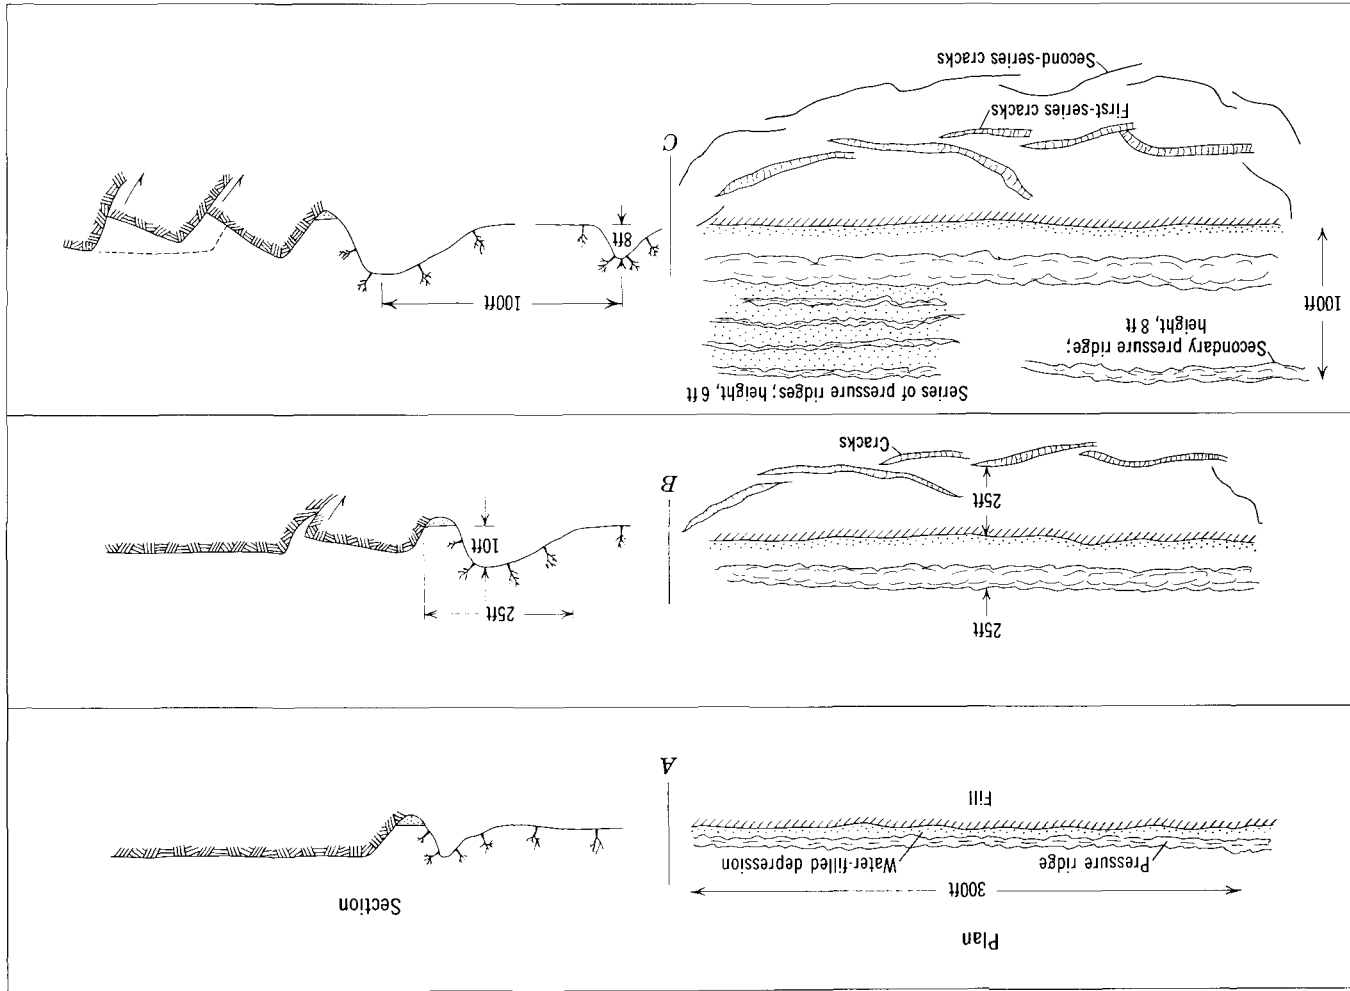 Plan
Section
300ft
Pressure ridge
Water-filled depression
Fill
A
25ft
25ft
Cracks
B
25ft
10ft
100ft
Secondary pressure ridge;
height, 8 ft
Series of pressure ridges; height, 6 ft
First-series cracks
Second-series cracks
C
100ft
8ft